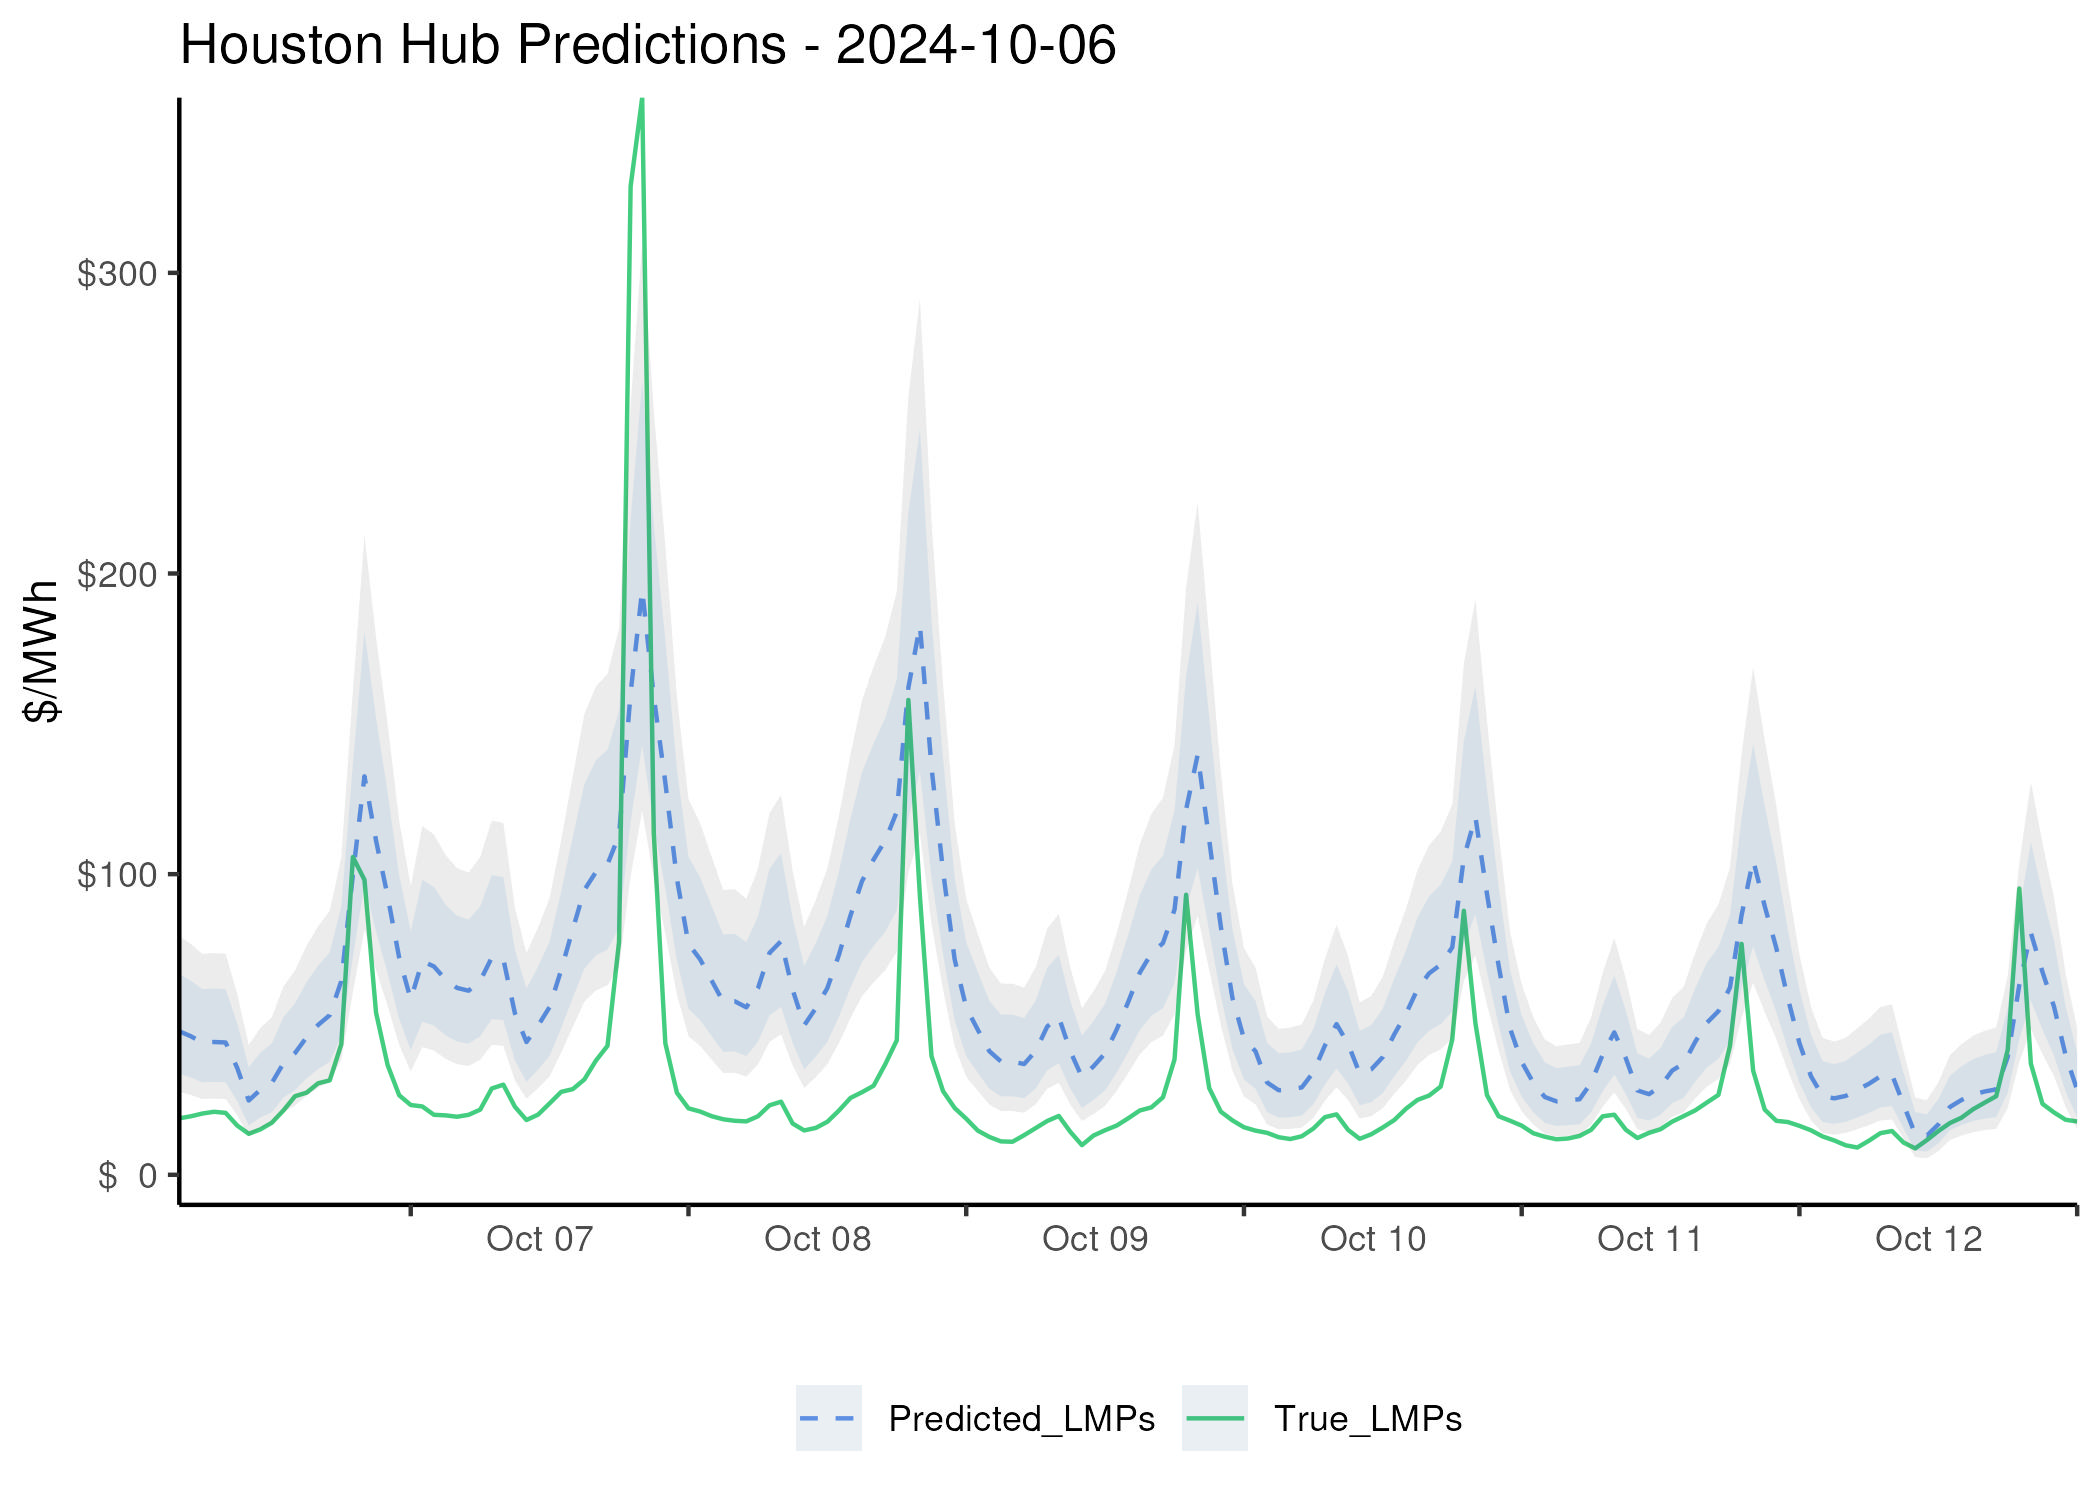 Houston Hub Predictions - 2024-10-06
$/MWh
$300
$200
$100
$ 0
Oct 07 Oct 08 Oct 09 Oct 10 Oct 11 Oct 12
Predicted_LMPs True_LMPs